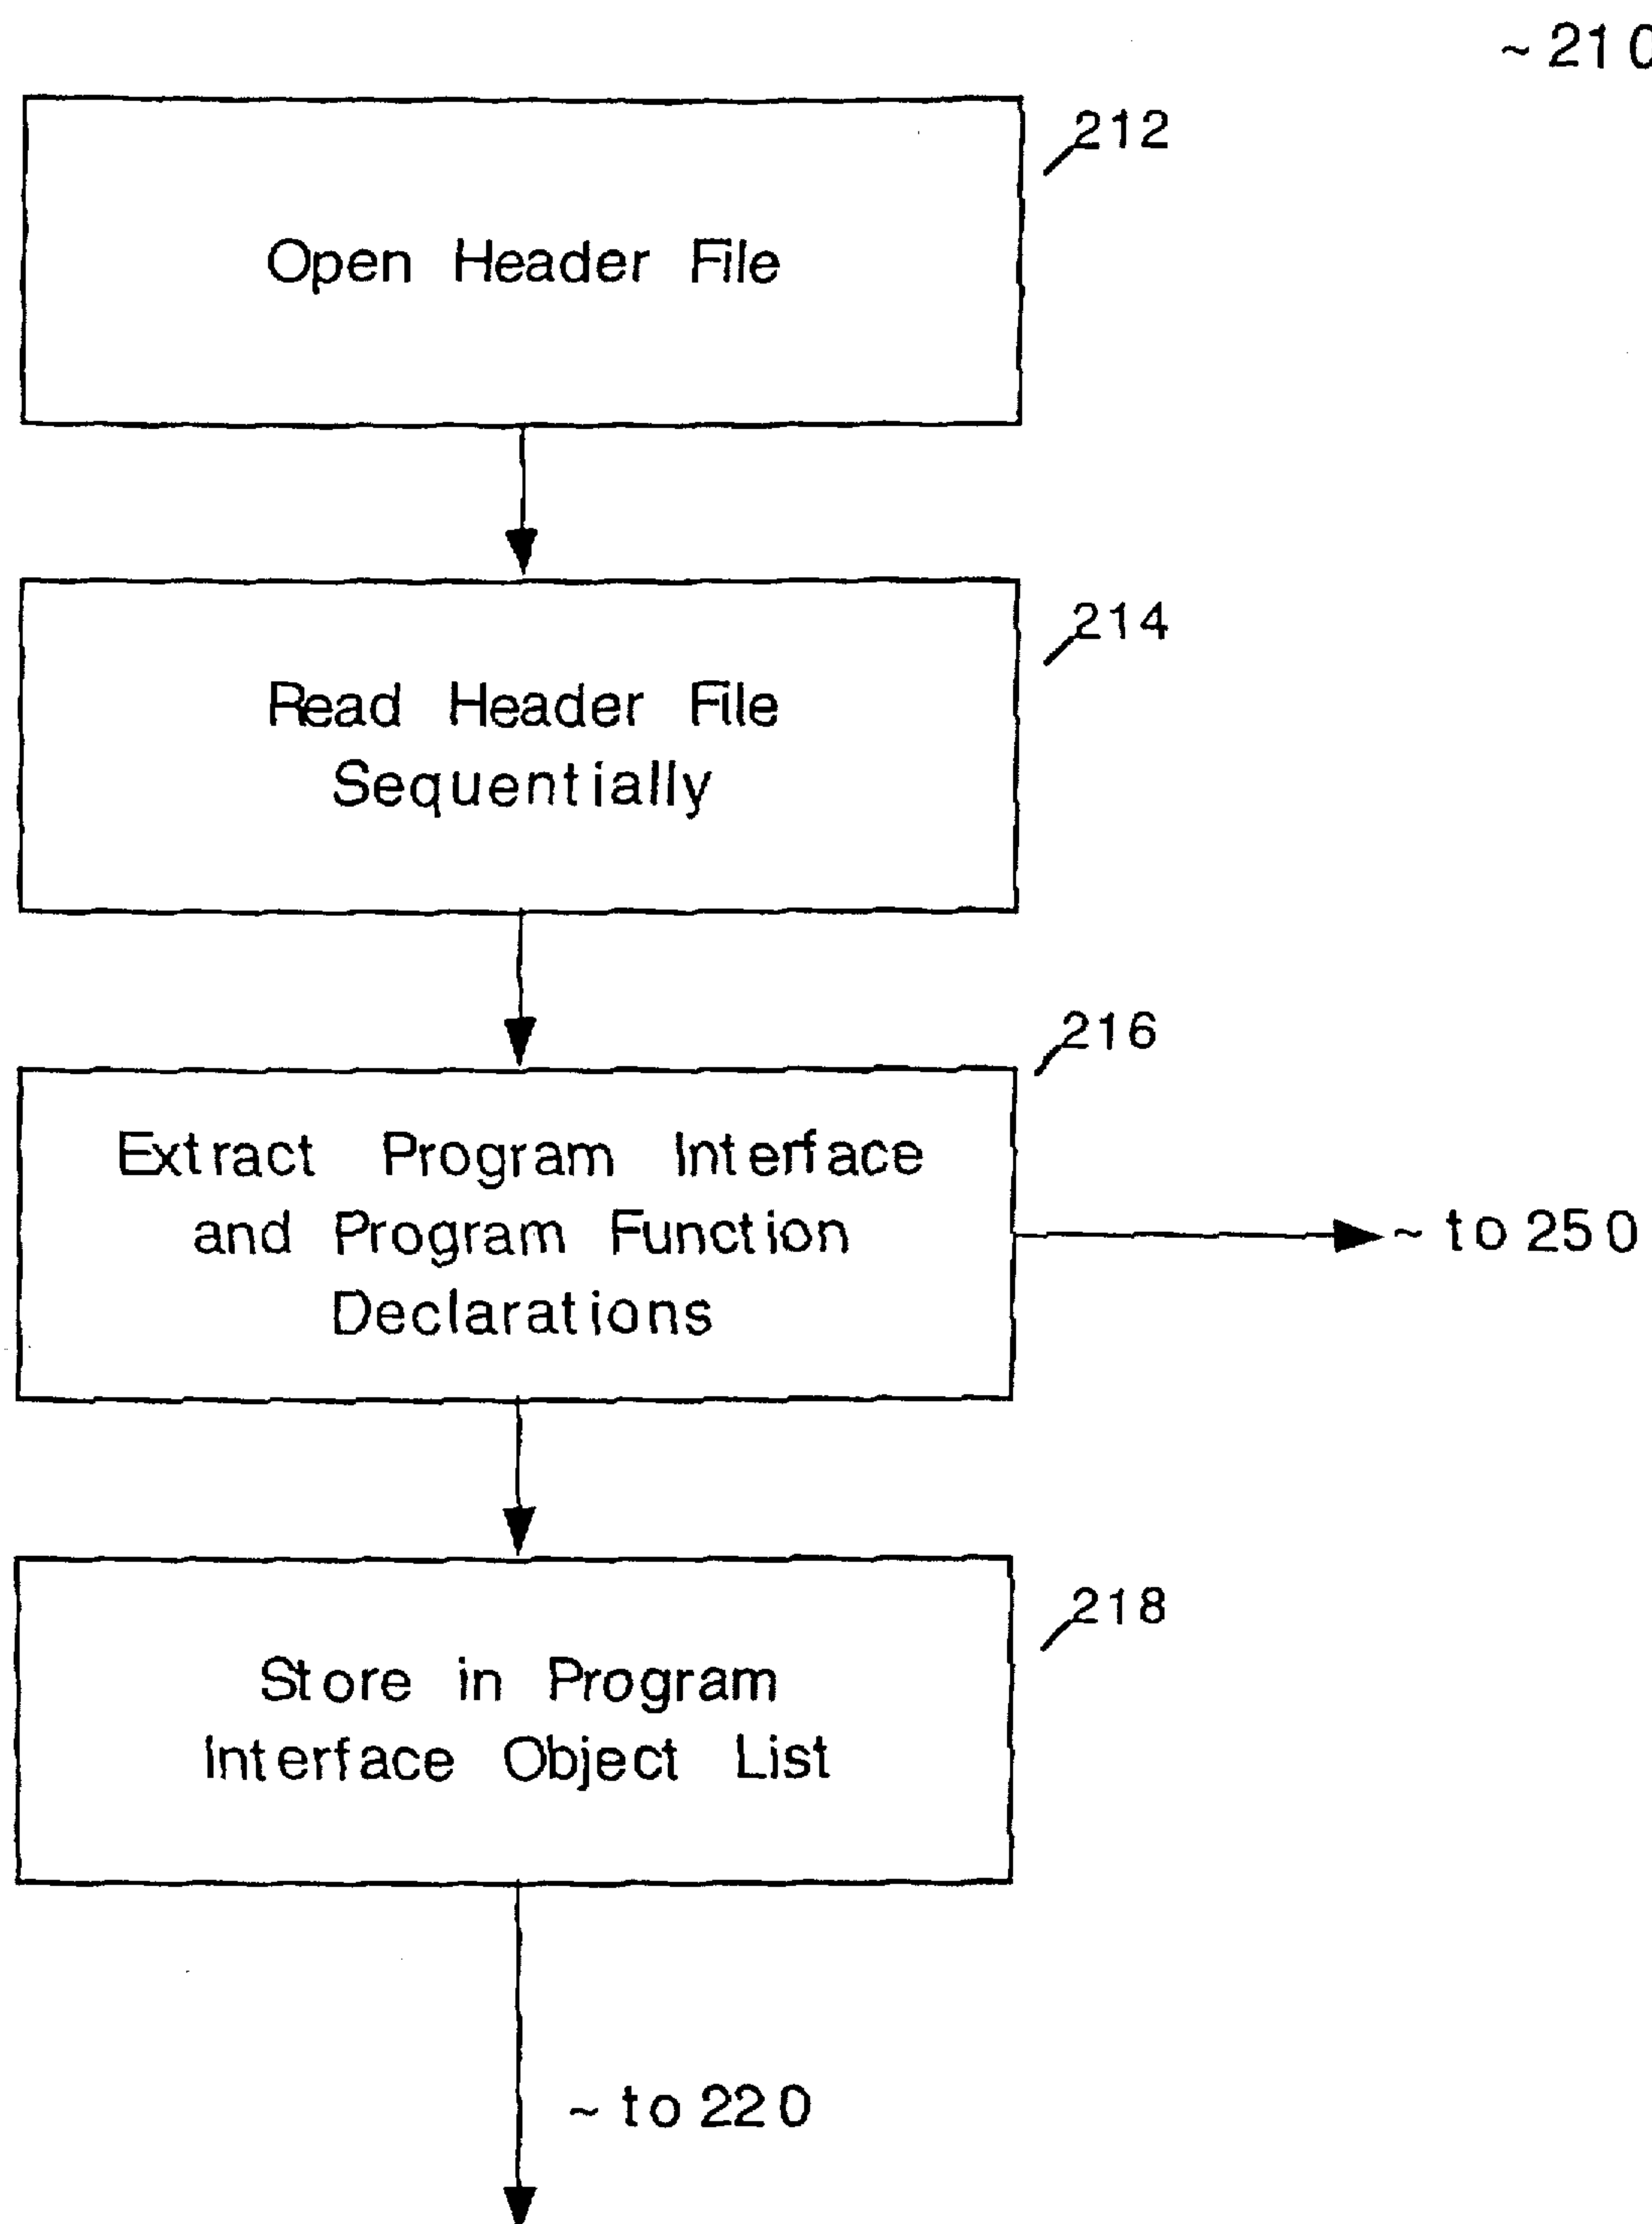 ~ 210
212
Open Header File
214
Read Header File
Sequentially
216
Extract Program Interface
and Program Function
Declarations
~ to 250
218
Store in Program
Interface Object List
~ to 220